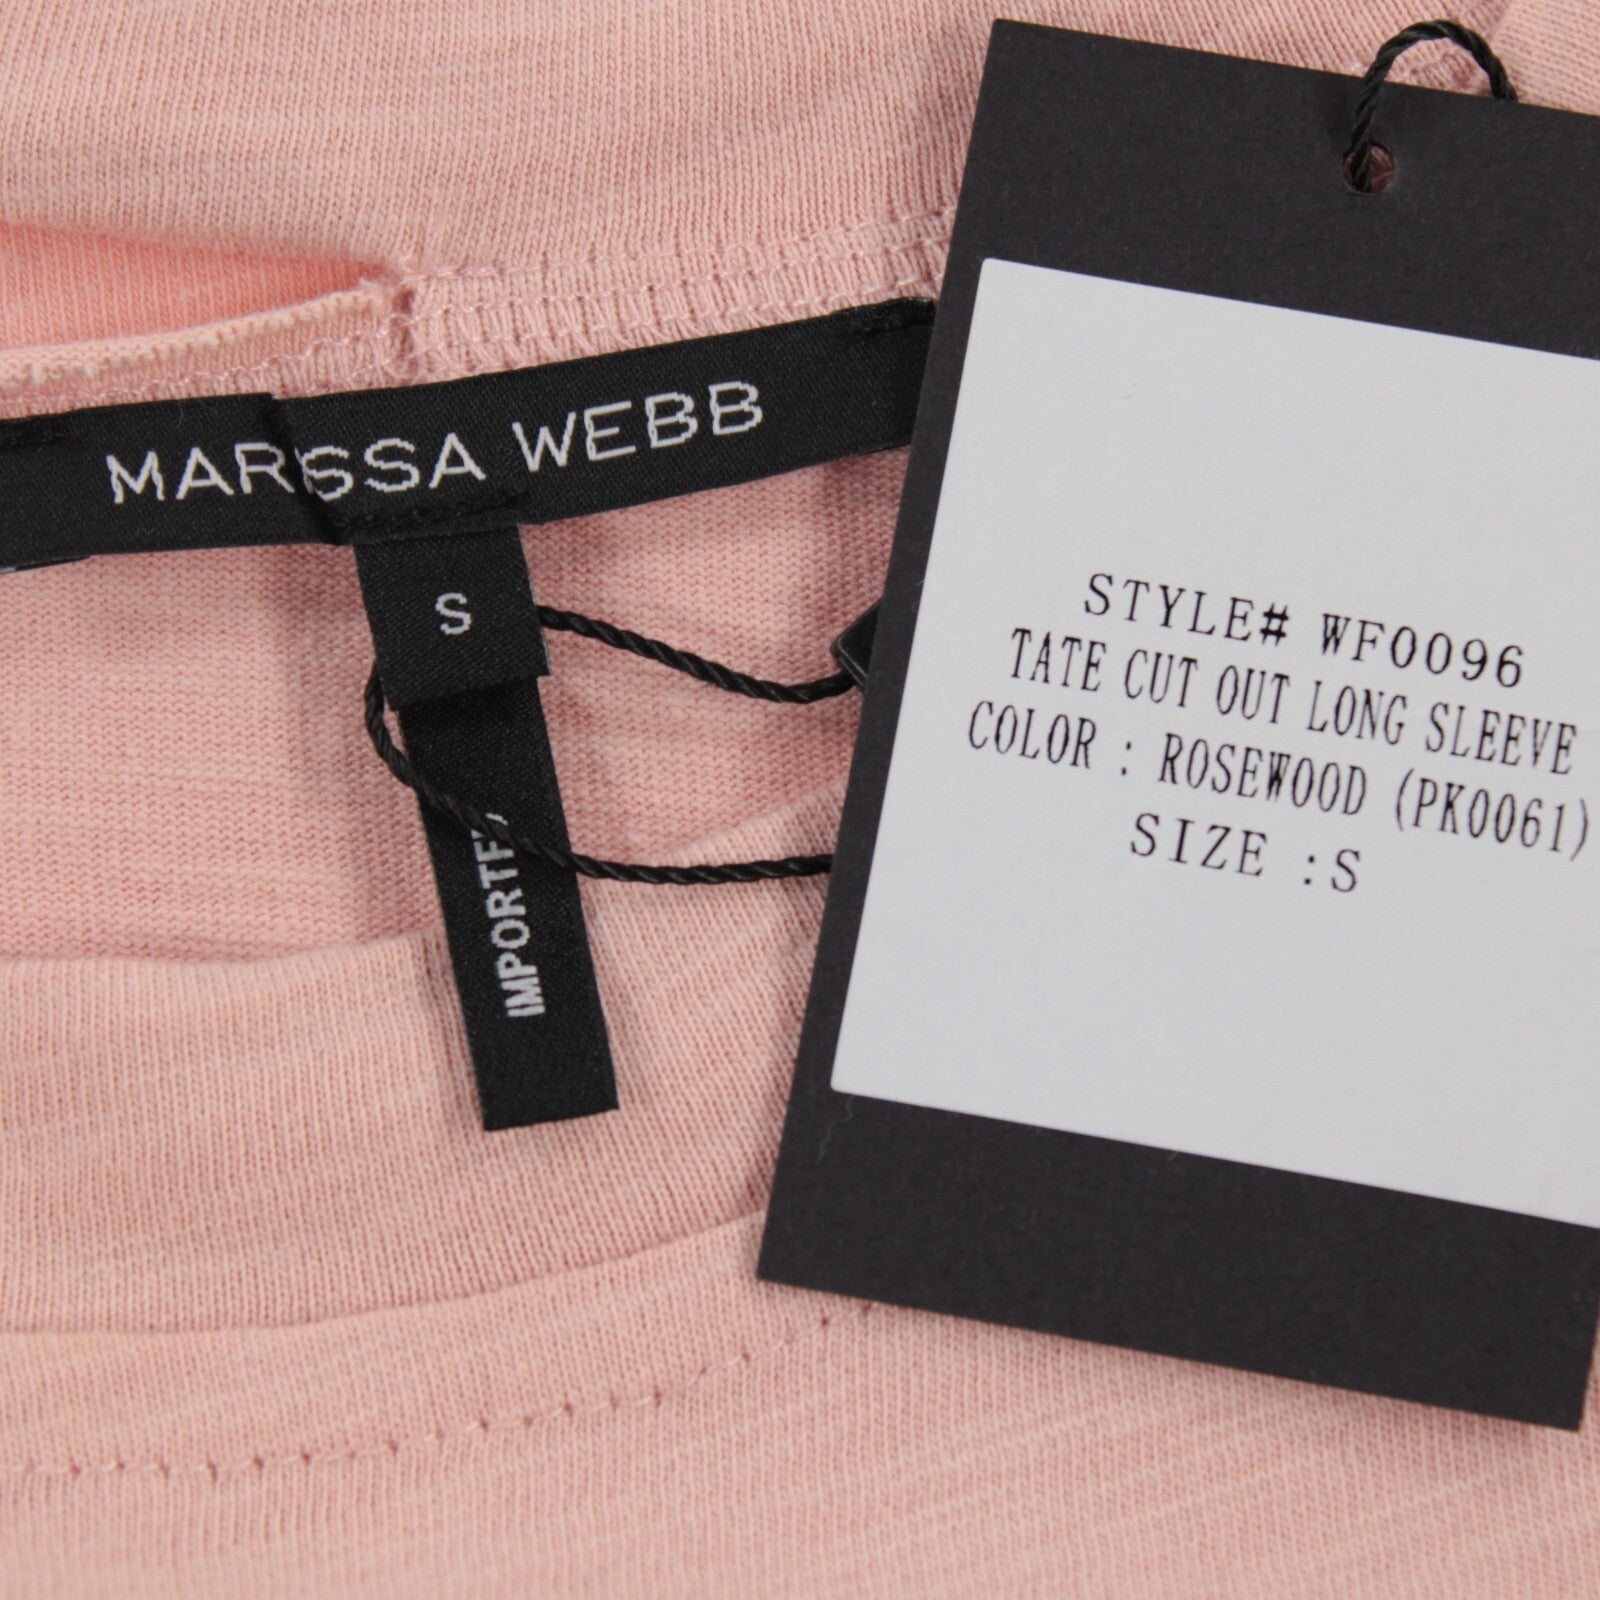 MARISSA WEBB
S
IMPORTED
STYLE# WF0096
TATE CUT OUT LONG SLEEVE
COLOR : ROSEWOOD (PK0061)
SIZE :S